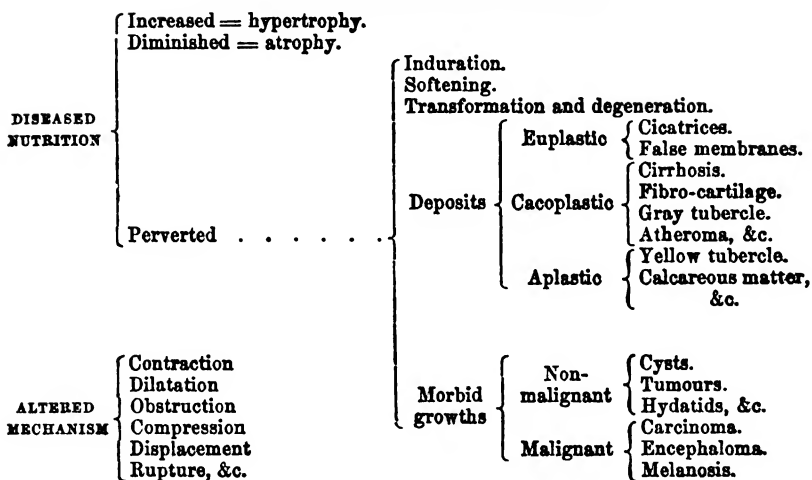 Increased = hypertrophy.
Diminished = atrophy.
DISEASED
NUTRITION
Perverted . . . . . .
Induration.
Softening.
Transformation and degeneration.
Deposits
Euplastic
Cicatrices.
False membranes.
Cacoplastic
Cirrhosis.
Fibro-cartilage.
Gray tubercle.
Atheroma, &c.
Aplastic
Yellow tubercle.
Calcareous matter,
&c.
Morbid
growths
Non-
malignant
Cysts.
Tumours.
Hydatids, &c.
Malignant
Carcinoma.
Encephaloma.
Melanosis.
ALTERED
MECHANISM
Contraction
Dilatation
Obstruction
Compression
Displacement
Rupture, &c.